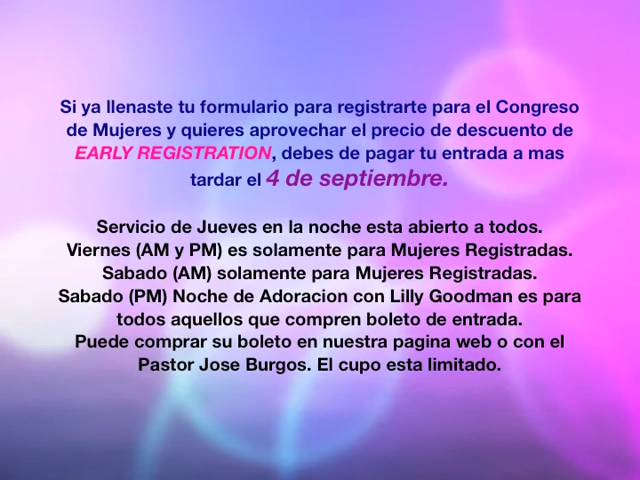 Si ya llenaste tu formulario para registrarte para el Congreso
de Mujeres y quieres aprovechar el precio de descuento de
EARLY REGISTRATION, debes de pagar tu entrada a mas
tardar el 4 de septiembre.
Servicio de Jueves en la noche esta abierto a todos.
Viernes (AM y PM) es solamente para Mujeres Registradas.
Sabado (AM) solamente para Mujeres Registradas.
Sabado (PM) Noche de Adoracion con Lilly Goodman es para
todos aquellos que compren boleto de entrada.
Puede comprar su boleto en nuestra pagina web o con el
Pastor Jose Burgos. El cupo esta limitado.